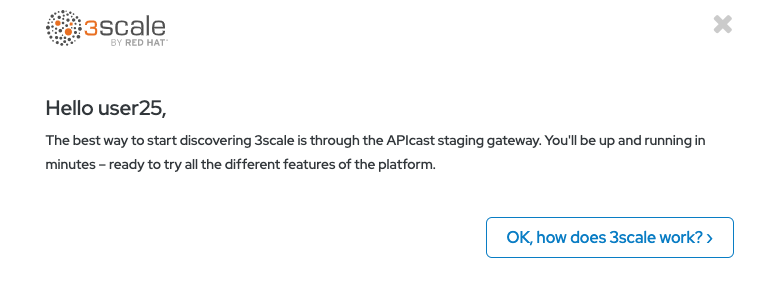 3scale
BY RED HAT
Hello user25,
The best way to start discovering 3scale is through the APIcast staging gateway. You'll be up and running in
minutes – ready to try all the different features of the platform.
OK, how does 3scale work? ›